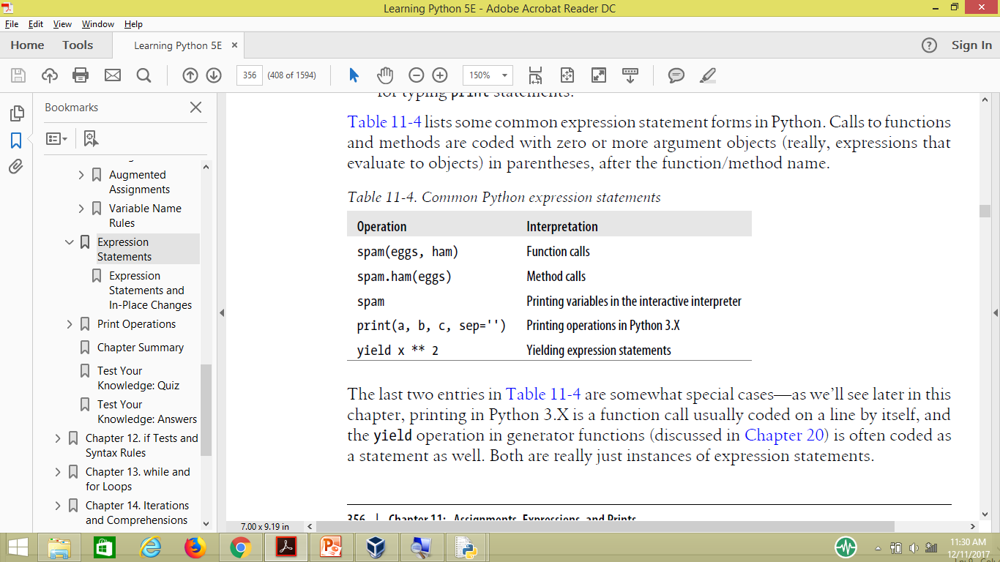 Learning Python 5E - Adobe Acrobat Reader DC
File Edit View Window Help
Home Tools Learning Python 5E × Sign In
356 (408 of 1594) 150%
Bookmarks
Augmented
Assignments
Variable Name
Rules
Expression
Statements
Expression
Statements and
In-Place Changes
Print Operations
Chapter Summary
Test Your
Knowledge: Quiz
Test Your
Knowledge: Answers
Chapter 12. if Tests and
Syntax Rules
Chapter 13. while and
for Loops
Chapter 14. Iterations
and Comprehensions
for typing print statements.
Table 11-4 lists some common expression statement forms in Python. Calls to functions
and methods are coded with zero or more argument objects (really, expressions that
evaluate to objects) in parentheses, after the function/method name.
Table 11-4. Common Python expression statements
Operation Interpretation
spam(eggs, ham) Function calls
spam.ham(eggs) Method calls
spam Printing variables in the interactive interpreter
print(a, b, c, sep='') Printing operations in Python 3.X
yield x ** 2 Yielding expression statements
The last two entries in Table 11-4 are somewhat special cases—as we’ll see later in this
chapter, printing in Python 3.X is a function call usually coded on a line by itself, and
the yield operation in generator functions (discussed in Chapter 20) is often coded as
a statement as well. Both are really just instances of expression statements.
356 | Chapter 11: Assignments, Expressions, and Prints
7.00 x 9.19 in
11:30 AM
12/11/2017